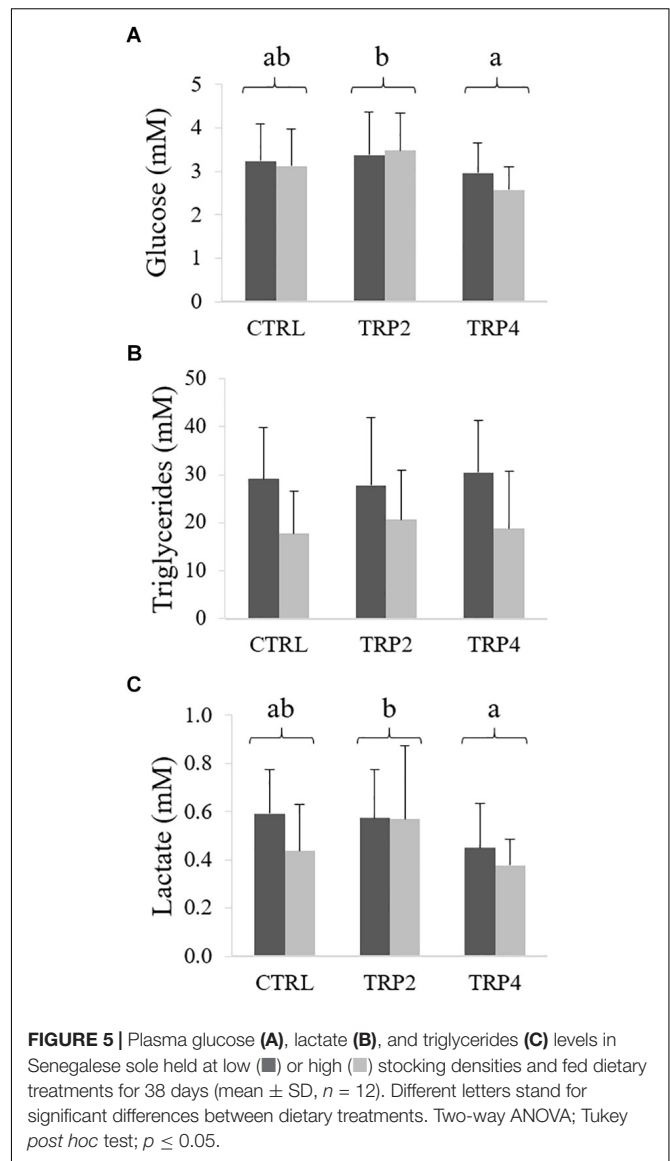 A
ab b a
5
4
3
2
1
0
Glucose (mM)
CTRL TRP2 TRP4
B
50
40
30
20
10
0
Triglycerides (mM)
CTRL TRP2 TRP4
C
ab b a
1.0
0.8
0.6
0.4
0.2
0.0
Lactate (mM)
CTRL TRP2 TRP4
FIGURE 5 | Plasma glucose (A), lactate (B), and triglycerides (C) levels in
Senegalese sole held at low (■) or high (■) stocking densities and fed dietary
treatments for 38 days (mean ± SD, n = 12). Different letters stand for
significant differences between dietary treatments. Two-way ANOVA; Tukey
post hoc test; p ≤ 0.05.